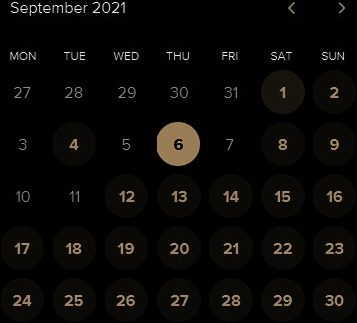 September 2021 < >
MON TUE WED THU FRI SAT SUN
27 28 29 30 31 1 2
3 4 5 6 7 8 9
10 11 12 13 14 15 16
17 18 19 20 21 22 23
24 25 26 27 28 29 30